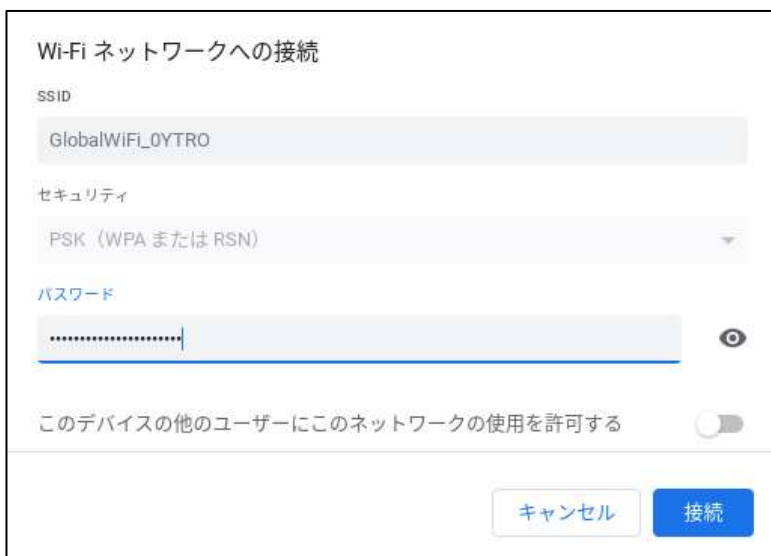 Wi-Fi ネットワークへの接続
SSID
GlobalWiFi_0YTRO
セキュリティ
PSK（WPA または RSN）
パスワード
••••••••••••••••••••••
このデバイスの他のユーザーにこのネットワークの使用を許可する
キャンセル
接続